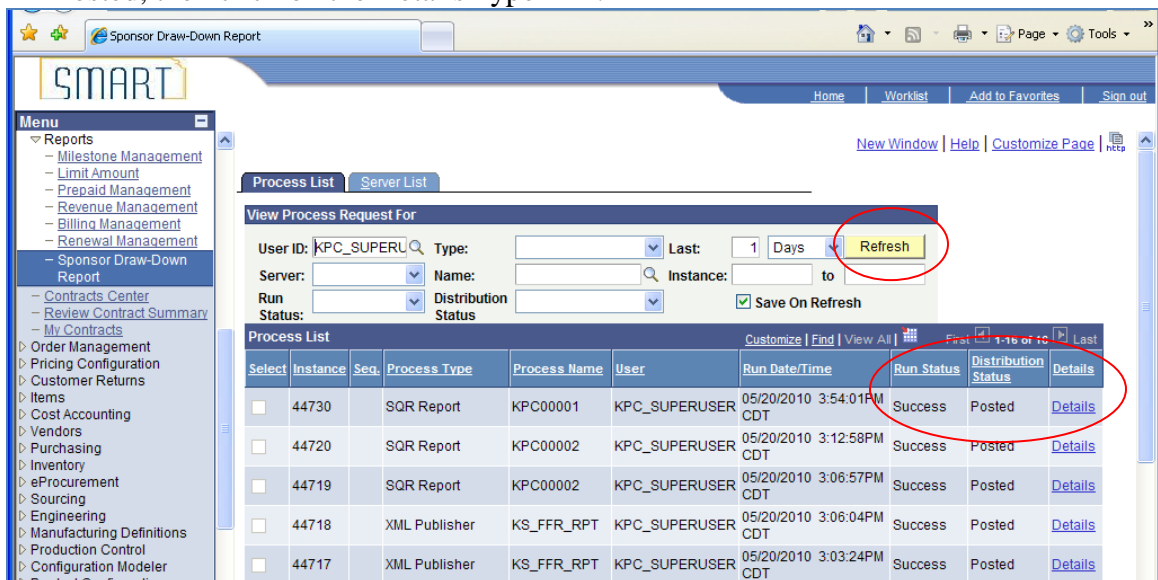 Sponsor Draw-Down Report
Page
Tools
»
SMART
Home | Worklist | Add to Favorites | Sign out
Menu
New Window | Help | Customize Page | http
Reports
– Milestone Management
– Limit Amount
– Prepaid Management
– Revenue Management
– Billing Management
– Renewal Management
– Sponsor Draw-Down
Report
– Contracts Center
– Review Contract Summary
– My Contracts
Order Management
Pricing Configuration
Customer Returns
Items
Cost Accounting
Vendors
Purchasing
Inventory
eProcurement
Sourcing
Engineering
Manufacturing Definitions
Production Control
Configuration Modeler
Process List Server List
View Process Request For
User ID: KPC_SUPERU Type: Last: 1 Days Refresh
Server: Name: Instance: to
Run Status: Distribution Status Save On Refresh
Process List Customize | Find | View All | First 1-16 of Last
Select Instance Seq. Process Type Process Name User Run Date/Time Run Status Distribution Status Details
44730 SQR Report KPC00001 KPC_SUPERUSER 05/20/2010 3:54:01PM CDT Success Posted Details
44720 SQR Report KPC00002 KPC_SUPERUSER 05/20/2010 3:12:58PM CDT Success Posted Details
44719 SQR Report KPC00002 KPC_SUPERUSER 05/20/2010 3:06:57PM CDT Success Posted Details
44718 XML Publisher KS_FFR_RPT KPC_SUPERUSER 05/20/2010 3:06:04PM CDT Success Posted Details
44717 XML Publisher KS_FFR_RPT KPC_SUPERUSER 05/20/2010 3:03:24PM CDT Success Posted Details